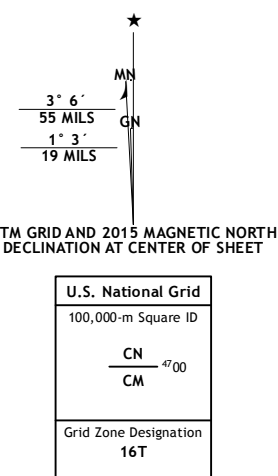 MN
3° 6´
55 MILS
GN
1° 3´
19 MILS
TM GRID AND 2015 MAGNETIC NORTH
DECLINATION AT CENTER OF SHEET
U.S. National Grid
100,000-m Square ID
CN
4700
CM
Grid Zone Designation
16T